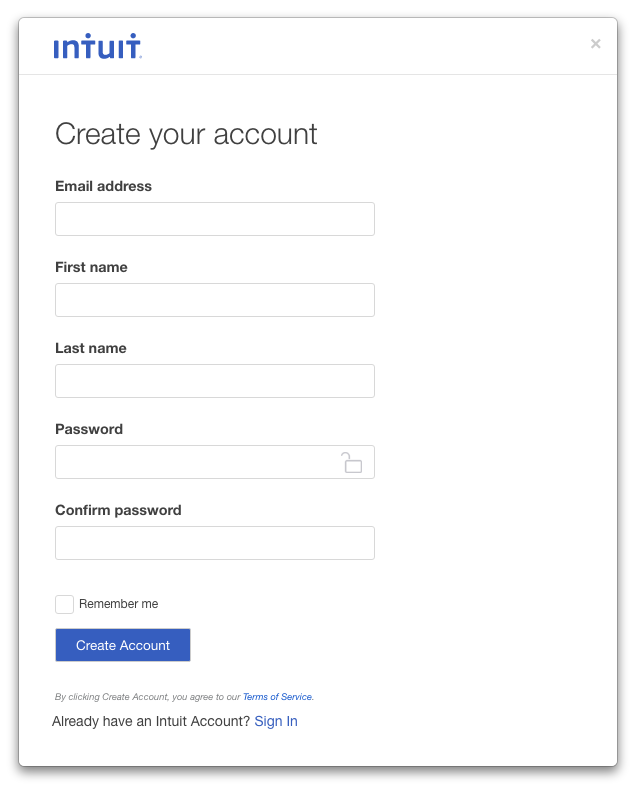 intuit.
×
Create your account
Email address
First name
Last name
Password
Confirm password
Remember me
Create Account
By clicking Create Account, you agree to our Terms of Service.
Already have an Intuit Account? Sign In